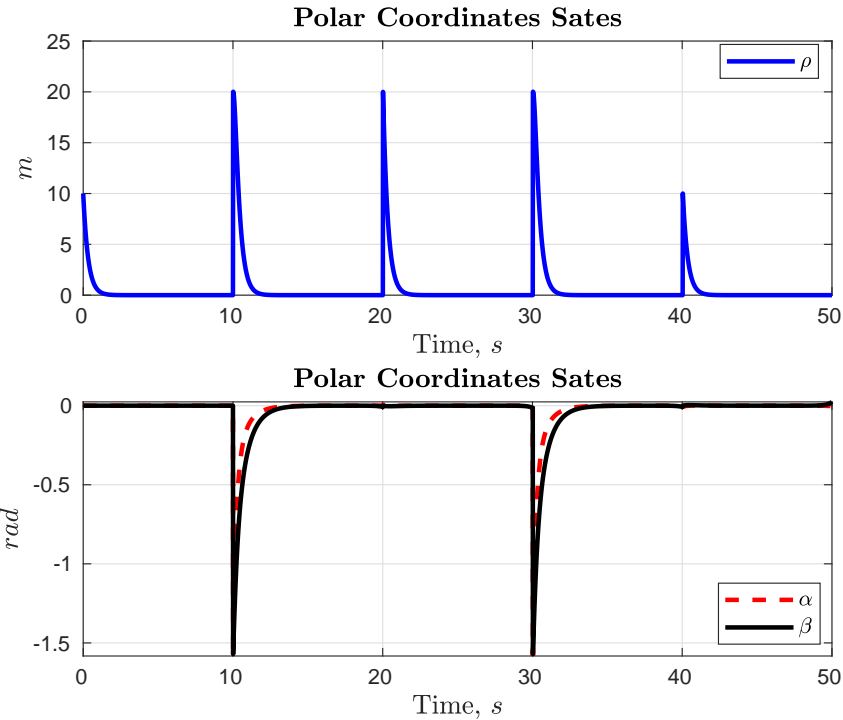 Polar Coordinates Sates
25
20
15
10
5
0
m
ρ
0 10 20 30 40 50
Time, s
Polar Coordinates Sates
0
-0.5
-1
-1.5
rad
α
β
0 10 20 30 40 50
Time, s